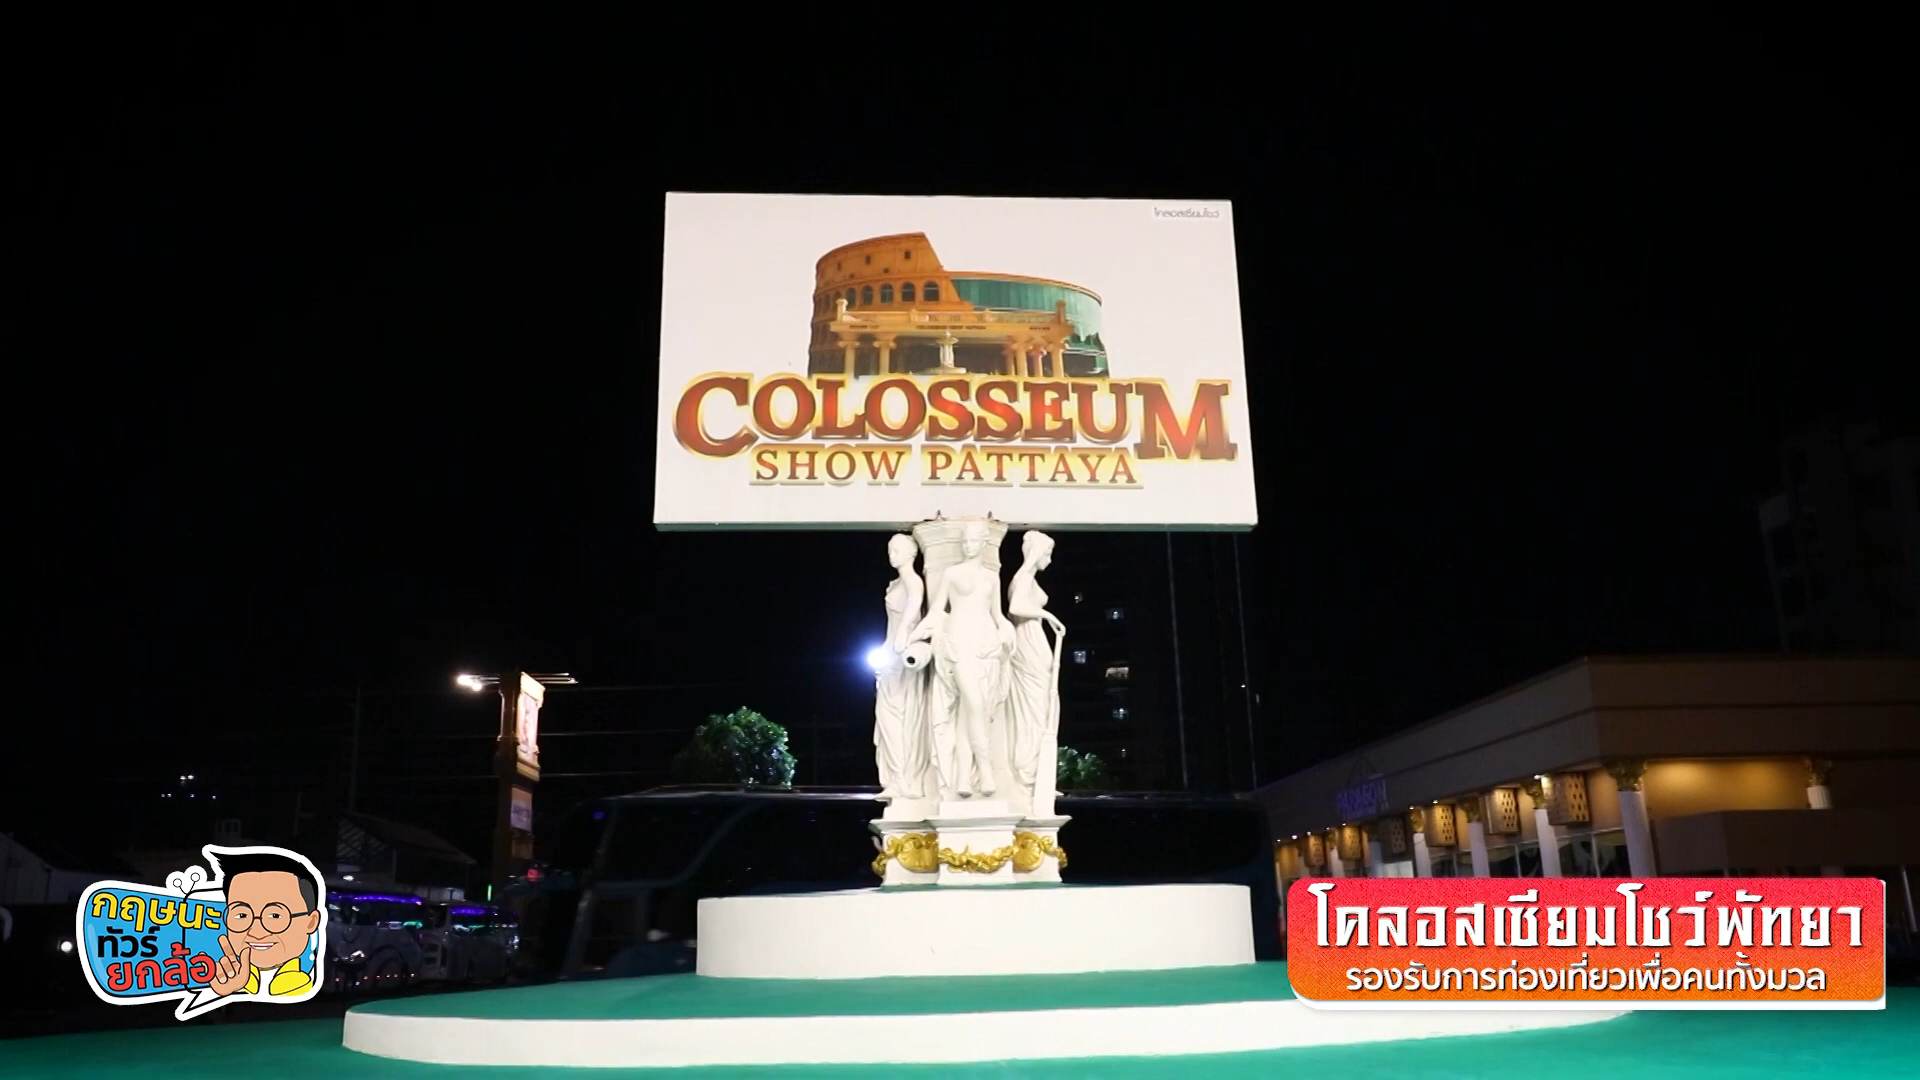 โคลอสเซียมโชว์
COLOSSEUM
SHOW PATTAYA
PARAGON
กฤษนะ
ทัวร์
ยกล้อ
โคลอสเซียมโชว์พัทยา
รองรับการท่องเที่ยวเพื่อคนทั้งมวล